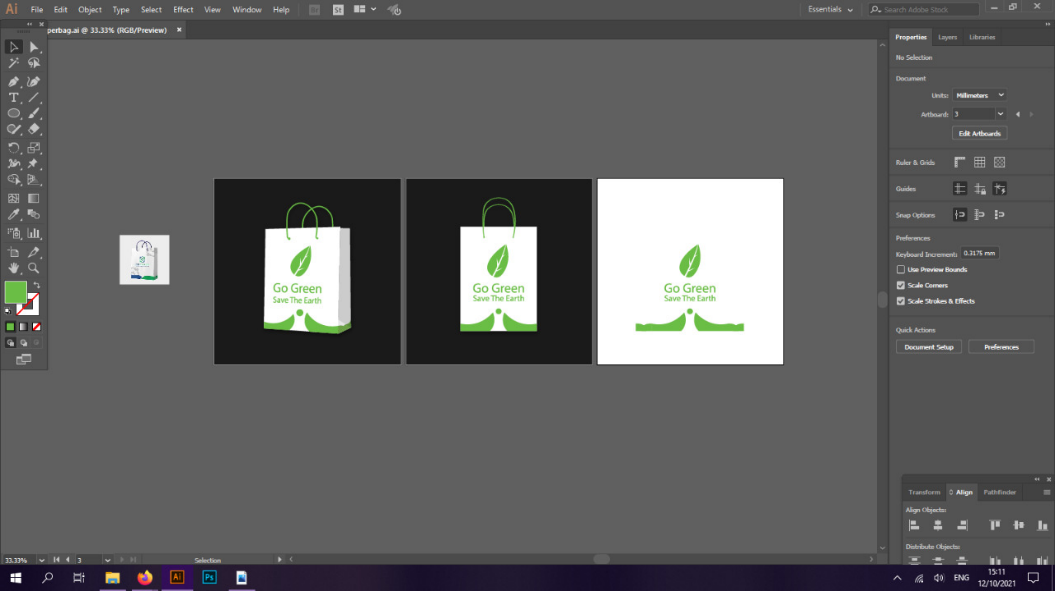 Ai File Edit Object Type Select Effect View Window Help Br St Essentials Search Adobe Stock
perbag.ai @ 33.33% (RGB/Preview) ×
Properties Layers Libraries
No Selection
Document
Units: Millimeters
Artboard: 3
Edit Artboards
Ruler & Grids
Guides
Snap Options
Preferences
Keyboard Increment: 0.3175 mm
Use Preview Bounds
Scale Corners
Scale Strokes & Effects
Quick Actions
Document Setup Preferences
Go Green
Save The Earth
Go Green
Save The Earth
Go Green
Save The Earth
Transform Align Pathfinder
Align Objects:
Distribute Objects:
33.33% 3 Selection
Ai Ps ENG 15:11
12/10/2021